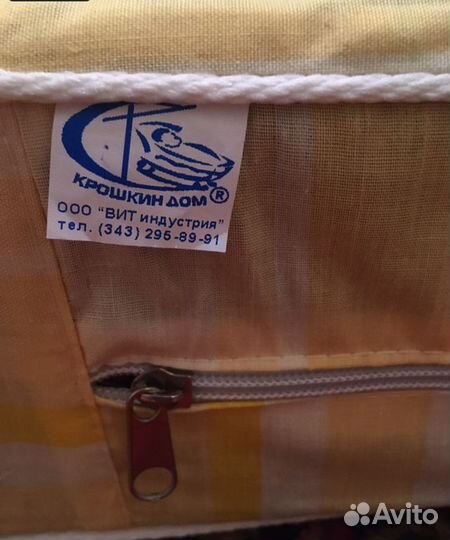 КРОШКИН ДОМ ®
ООО "ВИТ индустрия"
тел. (343) 295-89-91
Avito